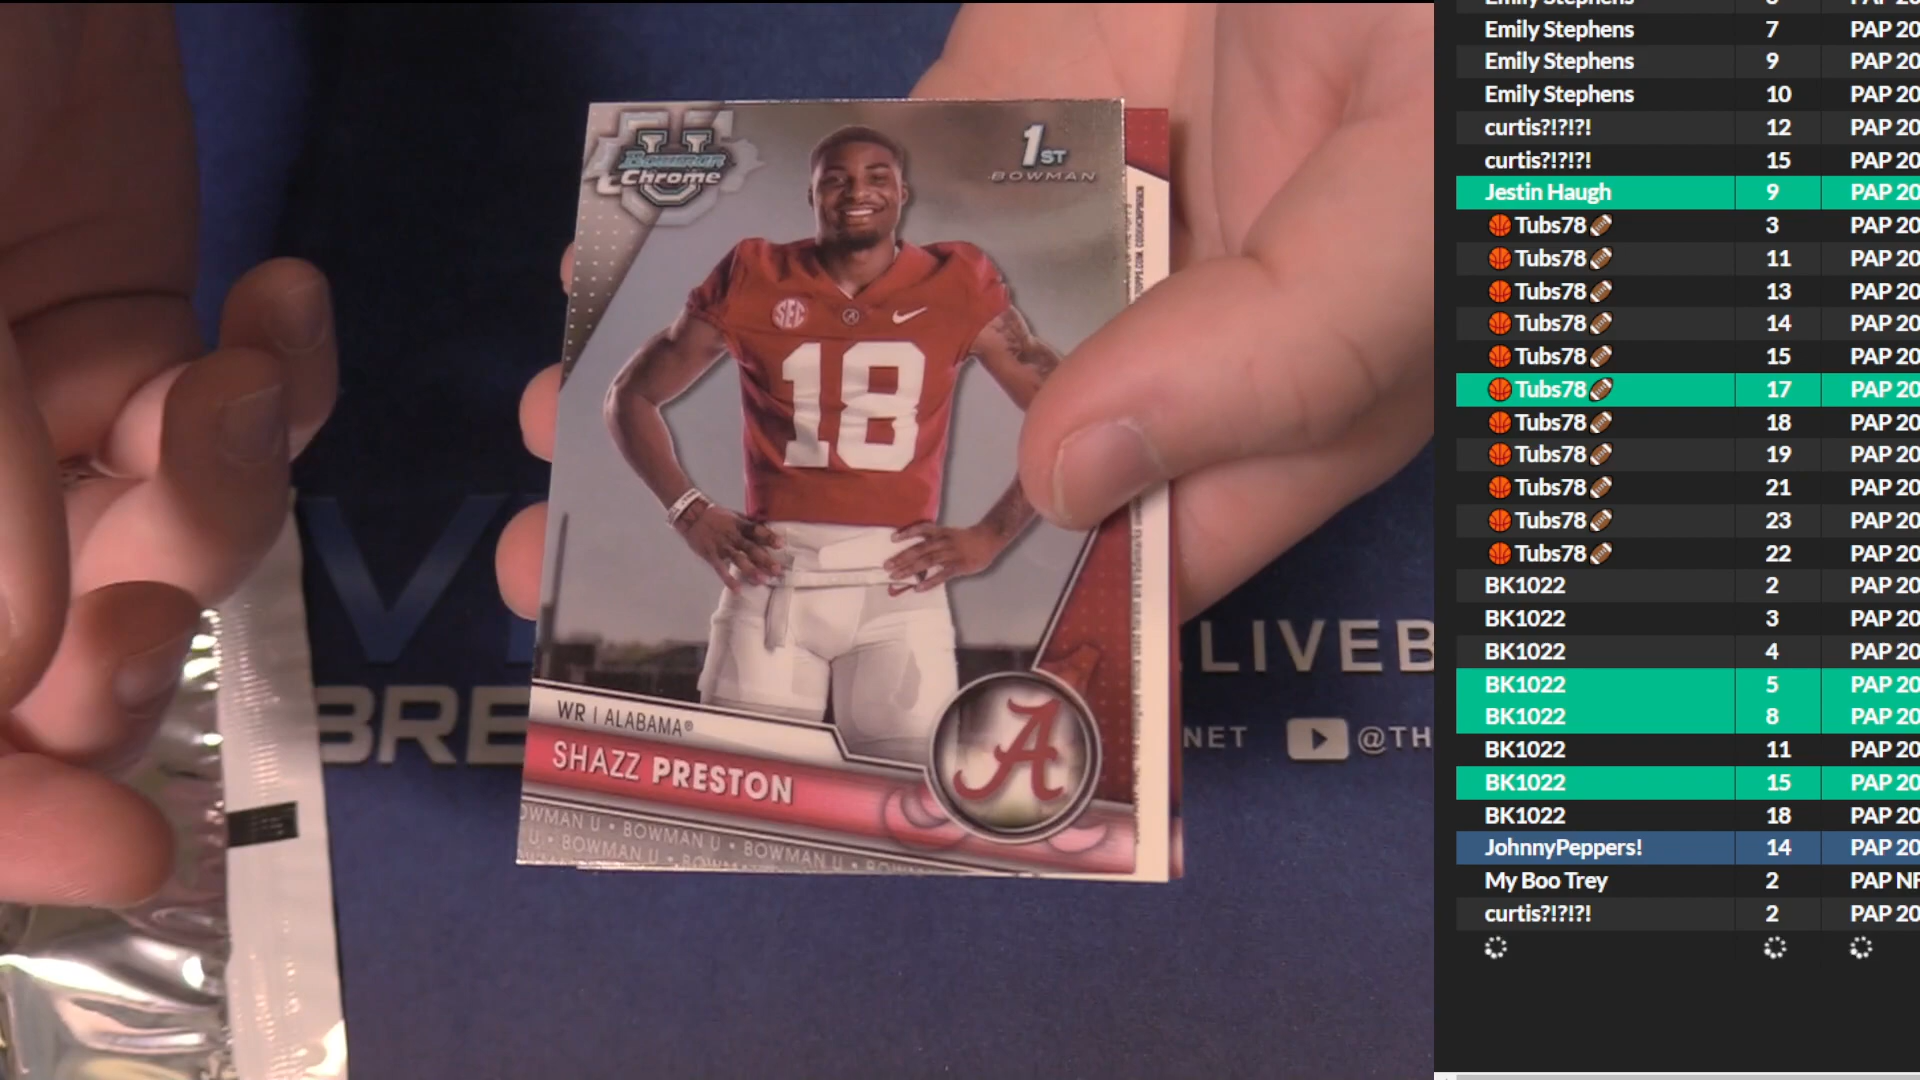 Bowman
Chrome
1ST
BOWMAN
SEC
18
WR | ALABAMA®
SHAZZ PRESTON
OWMAN U • BOWMAN U • BOWMAN U
U • BOWMAN U • BOWMAN U
BRE
LIVEB
NET
@TH
Emily Stephens 7 PAP 20
Emily Stephens 9 PAP 20
Emily Stephens 10 PAP 20
curtis?!?!?! 12 PAP 20
curtis?!?!?! 15 PAP 20
Jestin Haugh 9 PAP 20
🏀 Tubs78🏈 3 PAP 20
🏀 Tubs78🏈 11 PAP 20
🏀 Tubs78🏈 13 PAP 20
🏀 Tubs78🏈 14 PAP 20
🏀 Tubs78🏈 15 PAP 20
🏀 Tubs78🏈 17 PAP 20
🏀 Tubs78🏈 18 PAP 20
🏀 Tubs78🏈 19 PAP 20
🏀 Tubs78🏈 21 PAP 20
🏀 Tubs78🏈 23 PAP 20
🏀 Tubs78🏈 22 PAP 20
BK1022 2 PAP 20
BK1022 3 PAP 20
BK1022 4 PAP 20
BK1022 5 PAP 20
BK1022 8 PAP 20
BK1022 11 PAP 20
BK1022 15 PAP 20
BK1022 18 PAP 20
JohnnyPeppers! 14 PAP 20
My Boo Trey 2 PAP NF
curtis?!?!?! 2 PAP 20